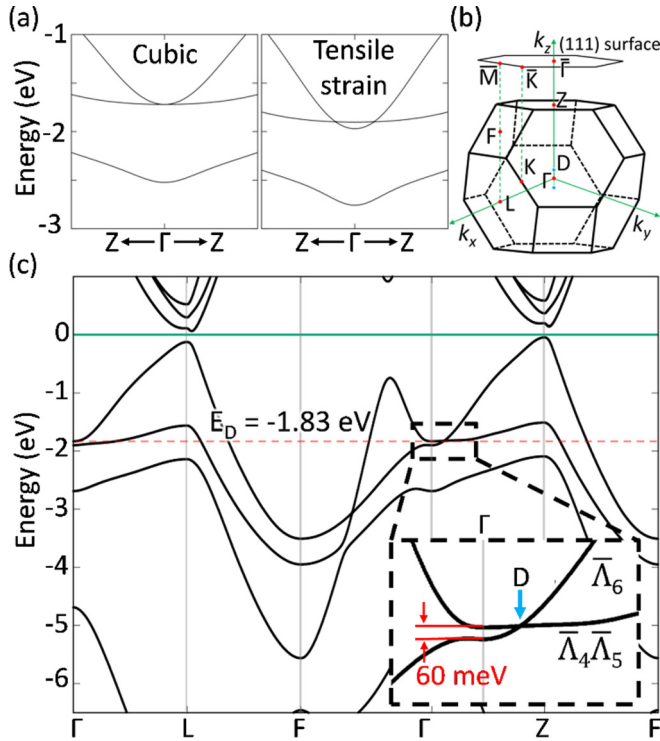 (a)
-1
-2
-3
Energy (eV)
Cubic
Tensile
strain
Z ← Γ → Z
Z ← Γ → Z
(b)
k_z (111) surface
M̅
K̅
Γ̅
Z
F
K
D
Γ
L
k_x
k_y
(c)
0
-1
-2
-3
-4
-5
-6
Energy (eV)
E_D = -1.83 eV
Γ
D
Λ̅₆
Λ̅₄Λ̅₅
60 meV
Γ L F Γ Z F